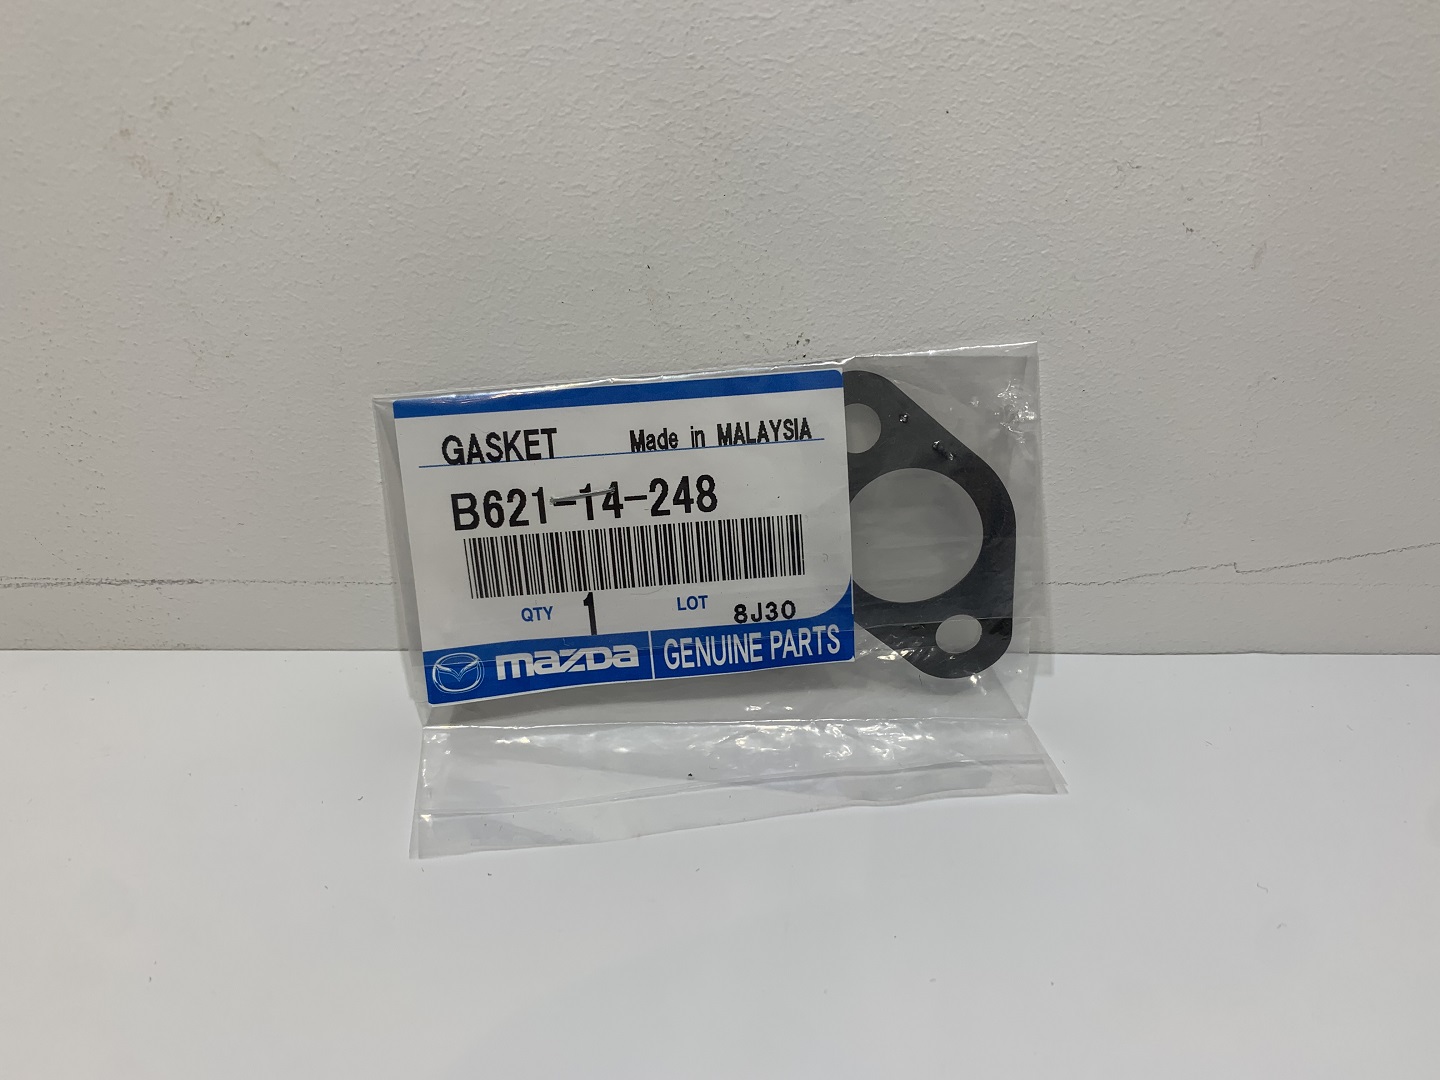 GASKET Made in MALAYSIA
B621-14-248
QTY 1 LOT 8J30
mazda GENUINE PARTS